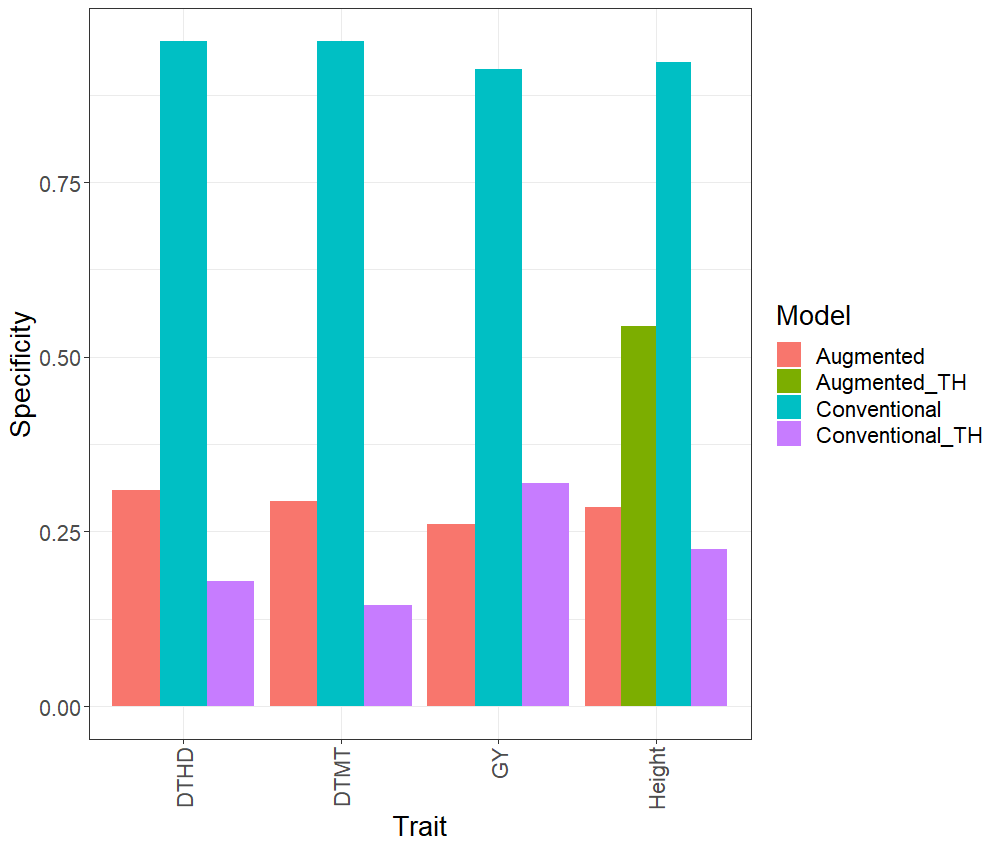 Specificity
0.75
0.50
0.25
0.00
DTHD
DTMT
GY
Height
Trait
Model
Augmented
Augmented_TH
Conventional
Conventional_TH